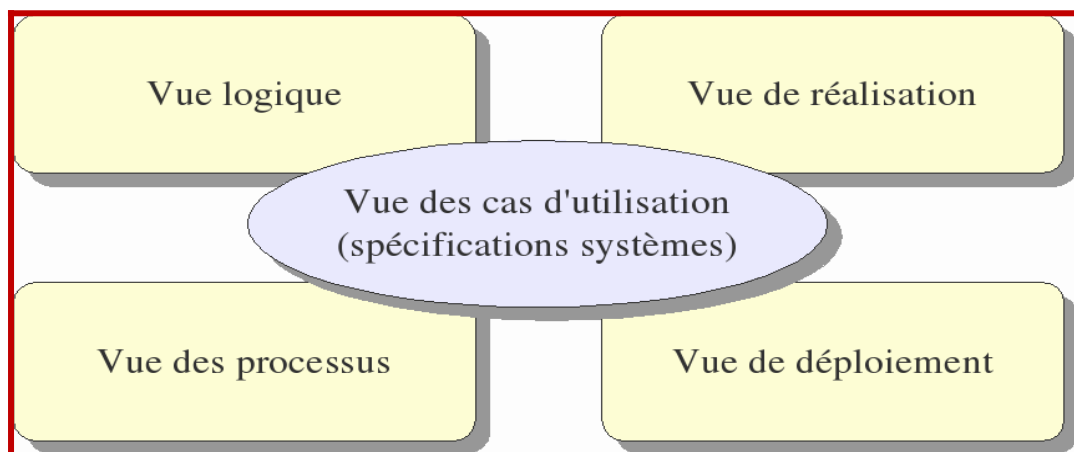 Vue logique
Vue de réalisation
Vue des cas d'utilisation
(spécifications systèmes)
Vue des processus
Vue de déploiement